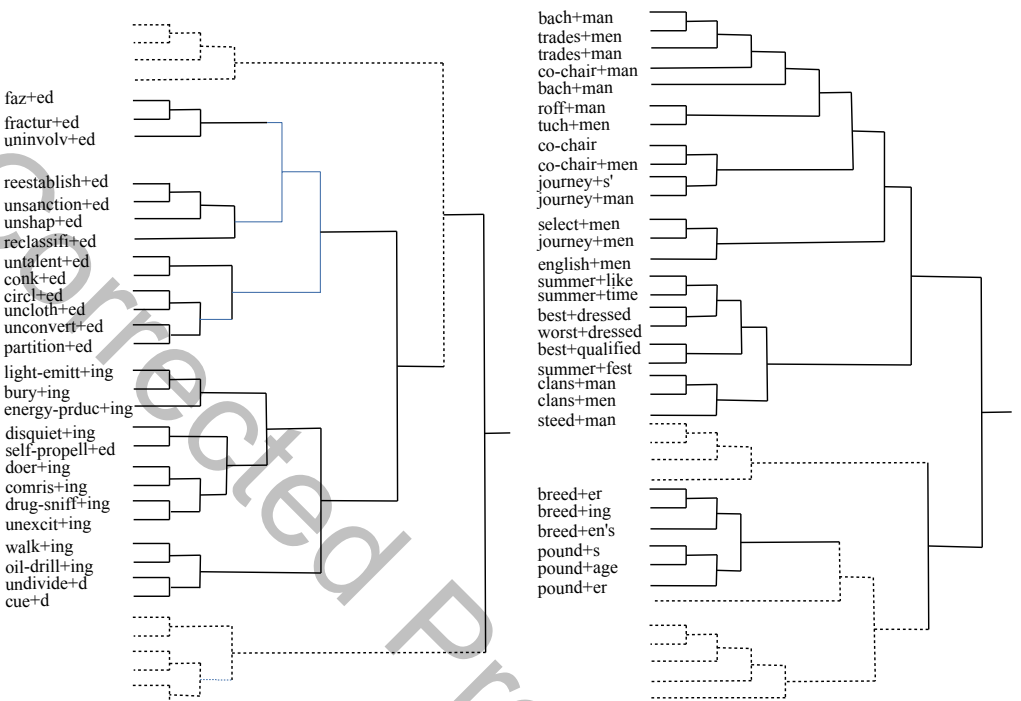 faz+ed
fractur+ed
uninvolv+ed
reestablish+ed
unsanction+ed
unshap+ed
reclassifi+ed
untalent+ed
conk+ed
circl+ed
uncloth+ed
unconvert+ed
partition+ed
light-emitt+ing
bury+ing
energy-prduc+ing
disquiet+ing
self-propell+ed
doer+ing
comris+ing
drug-sniff+ing
unexcit+ing
walk+ing
oil-drill+ing
undivide+d
cue+d
bach+man
trades+men
trades+man
co-chair+man
bach+man
roff+man
tuch+men
co-chair
co-chair+men
journey+s'
journey+man
select+men
journey+men
english+men
summer+like
summer+time
best+dressed
worst+dressed
best+qualified
summer+fest
clans+man
clans+men
steed+man
breed+er
breed+ing
breed+en's
pound+s
pound+age
pound+er
Corrected Pr